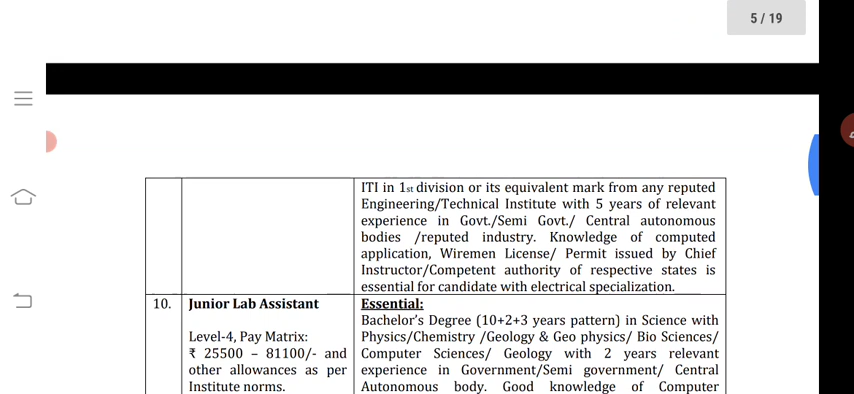 5 / 19
ITI in 1st division or its equivalent mark from any reputed
Engineering/Technical Institute with 5 years of relevant
experience in Govt./Semi Govt./ Central autonomous
bodies /reputed industry. Knowledge of computed
application, Wiremen License/ Permit issued by Chief
Instructor/Competent authority of respective states is
essential for candidate with electrical specialization.
10. Junior Lab Assistant
Level-4, Pay Matrix:
₹ 25500 – 81100/- and
other allowances as per
Institute norms.
Essential:
Bachelor's Degree (10+2+3 years pattern) in Science with
Physics/Chemistry /Geology & Geo physics/ Bio Sciences/
Computer Sciences/ Geology with 2 years relevant
experience in Government/Semi government/ Central
Autonomous body. Good knowledge of Computer